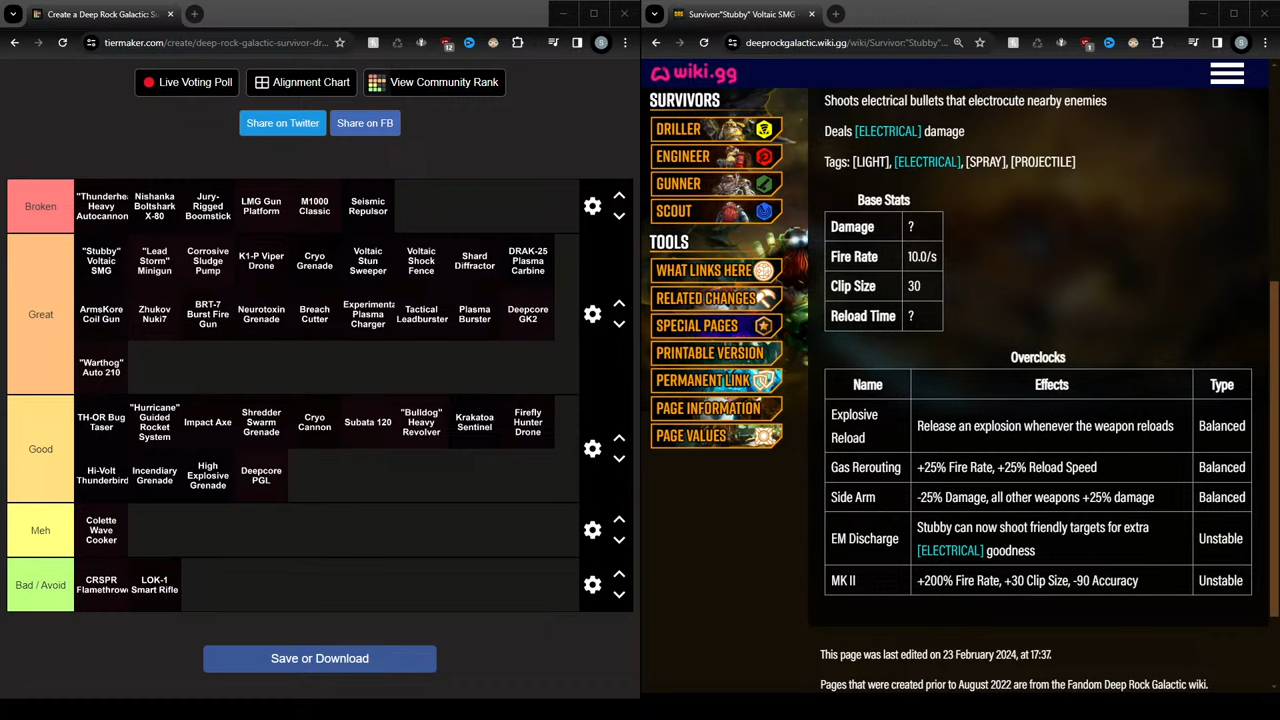 Create a Deep Rock Galactic: Su
tiermaker.com/create/deep-rock-galactic-survivor-dr...
12
S
Live Voting Poll
Alignment Chart
View Community Rank
Share on Twitter
Share on FB
Broken
"Thunderhe
Heavy
Autocannon
Nishanka
Boltshark
X-80
Jury-
Rigged
Boomstick
LMG Gun
Platform
M1000
Classic
Seismic
Repulsor
Great
"Stubby"
Voltaic
SMG
"Lead
Storm"
Minigun
Corrosive
Sludge
Pump
K1-P Viper
Drone
Cryo
Grenade
Voltaic
Stun
Sweeper
Voltaic
Shock
Fence
Shard
Diffractor
DRAK-25
Plasma
Carbine
ArmsKore
Coil Gun
Zhukov
Nuki7
BRT-7
Burst Fire
Gun
Neurotoxin
Grenade
Breach
Cutter
Experimenta
Plasma
Charger
Tactical
Leadburster
Plasma
Burster
Deepcore
GK2
"Warthog"
Auto 210
Good
TH-OR Bug
Taser
"Hurricane"
Guided
Rocket
System
Impact Axe
Shredder
Swarm
Grenade
Cryo
Cannon
Subata 120
"Bulldog"
Heavy
Revolver
Krakatoa
Sentinel
Firefly
Hunter
Drone
Hi-Volt
Thunderbird
Incendiary
Grenade
High
Explosive
Grenade
Deepcore
PGL
Meh
Colette
Wave
Cooker
Bad / Avoid
CRSPR
Flamethrowe
LOK-1
Smart Rifle
Save or Download
Survivor:"Stubby" Voltaic SMG
deeprockgalactic.wiki.gg/wiki/Survivor:"Stubby"...
1
S
wiki.gg
SURVIVORS
DRILLER
ENGINEER
GUNNER
SCOUT
TOOLS
WHAT LINKS HERE
RELATED CHANGES
SPECIAL PAGES
PRINTABLE VERSION
PERMANENT LINK
PAGE INFORMATION
PAGE VALUES
Shoots electrical bullets that electrocute nearby enemies
Deals [ELECTRICAL] damage
Tags: [LIGHT], [ELECTRICAL], [SPRAY], [PROJECTILE]
Base Stats
Damage ?
Fire Rate 10.0/s
Clip Size 30
Reload Time ?
Overclocks
Name Effects Type
Explosive
Reload
Release an explosion whenever the weapon reloads Balanced
Gas Rerouting +25% Fire Rate, +25% Reload Speed Balanced
Side Arm -25% Damage, all other weapons +25% damage Balanced
EM Discharge
Stubby can now shoot friendly targets for extra
[ELECTRICAL] goodness
Unstable
MK II +200% Fire Rate, +30 Clip Size, -90 Accuracy Unstable
This page was last edited on 23 February 2024, at 17:37.
Pages that were created prior to August 2022 are from the Fandom Deep Rock Galactic wiki.